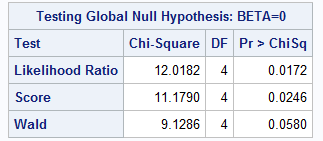 Testing Global Null Hypothesis: BETA=0
Test Chi-Square DF Pr > ChiSq
Likelihood Ratio 12.0182 4 0.0172
Score 11.1790 4 0.0246
Wald 9.1286 4 0.0580